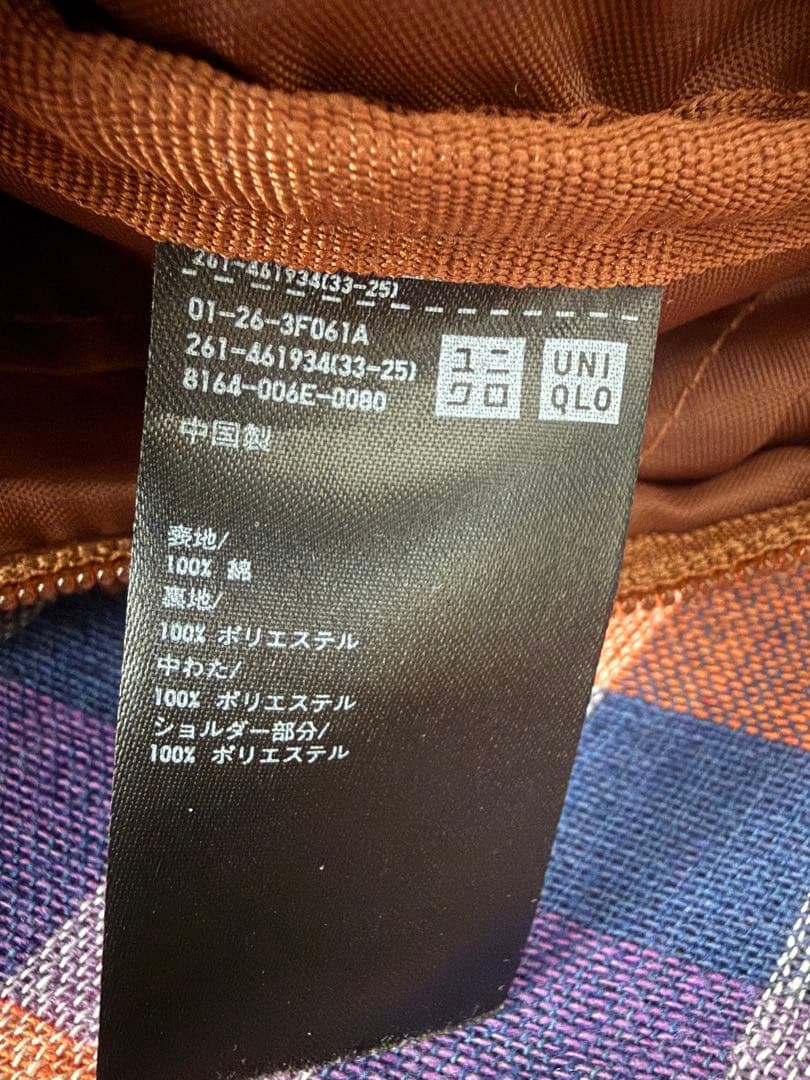 261-461934(33-25)
01-26-3F061A
261-461934(33-25)
8164-006E-0080
ユニ
クロ
UNI
QLO
中国製
表地/
100% 綿
裏地/
100% ポリエステル
中わた/
100% ポリエステル
ショルダー部分/
100% ポリエステル